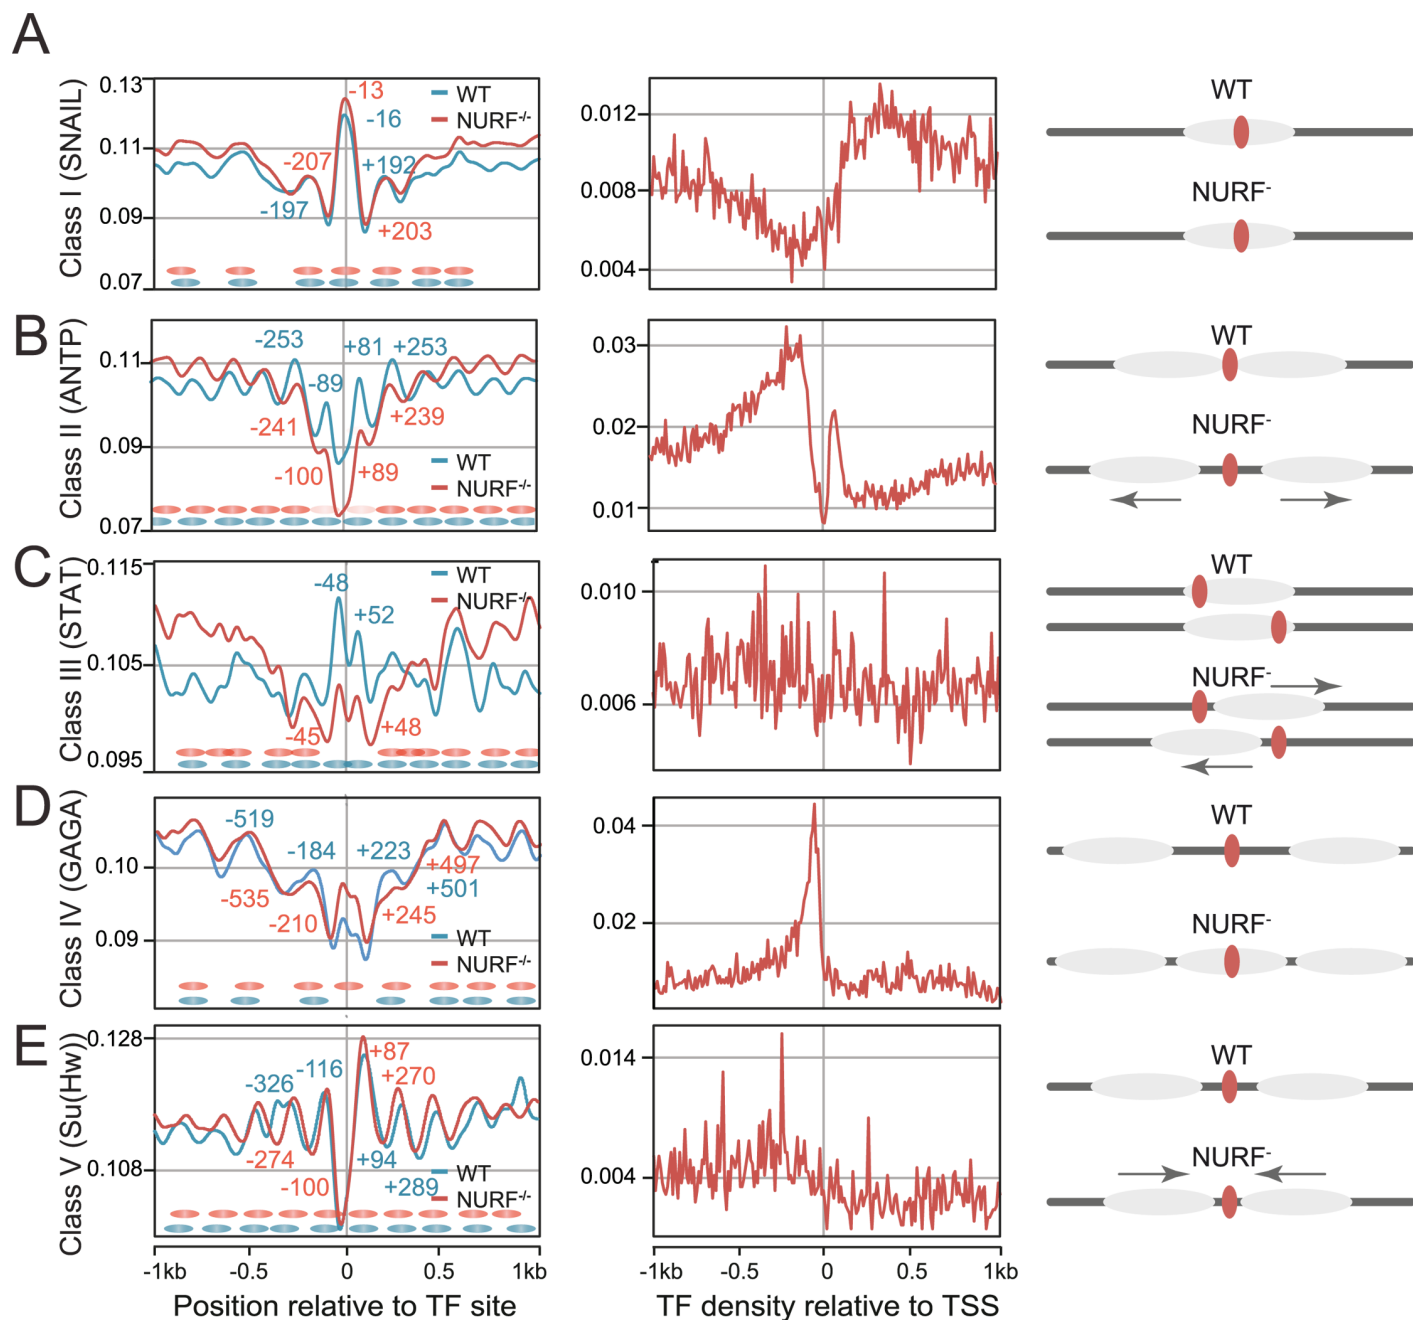 A
Class I (SNAIL)
0.13
0.11
0.09
0.07
-13
-16
-207
+192
-197
+203
WT
NURF-/-
0.012
0.008
0.004
WT
NURF-
B
Class II (ANTP)
0.11
0.09
0.07
-253
+81
+253
-89
-241
+239
-100
+89
WT
NURF-/-
0.03
0.02
0.01
WT
NURF-
C
Class III (STAT)
0.115
0.105
0.095
-48
+52
-45
+48
WT
NURF-/-
0.010
0.006
WT
NURF-
D
Class IV (GAGA)
0.10
0.09
-519
-184
+223
+497
+501
-535
-210
+245
WT
NURF-/-
0.04
0.02
WT
NURF-
E
Class V (Su(Hw))
0.128
0.108
-326
-116
+87
+270
-274
-100
+94
+289
WT
NURF-/-
0.014
0.004
WT
NURF-
-1kb
-0.5
0
0.5
1kb
Position relative to TF site
-1kb
-0.5
0
0.5
1kb
TF density relative to TSS